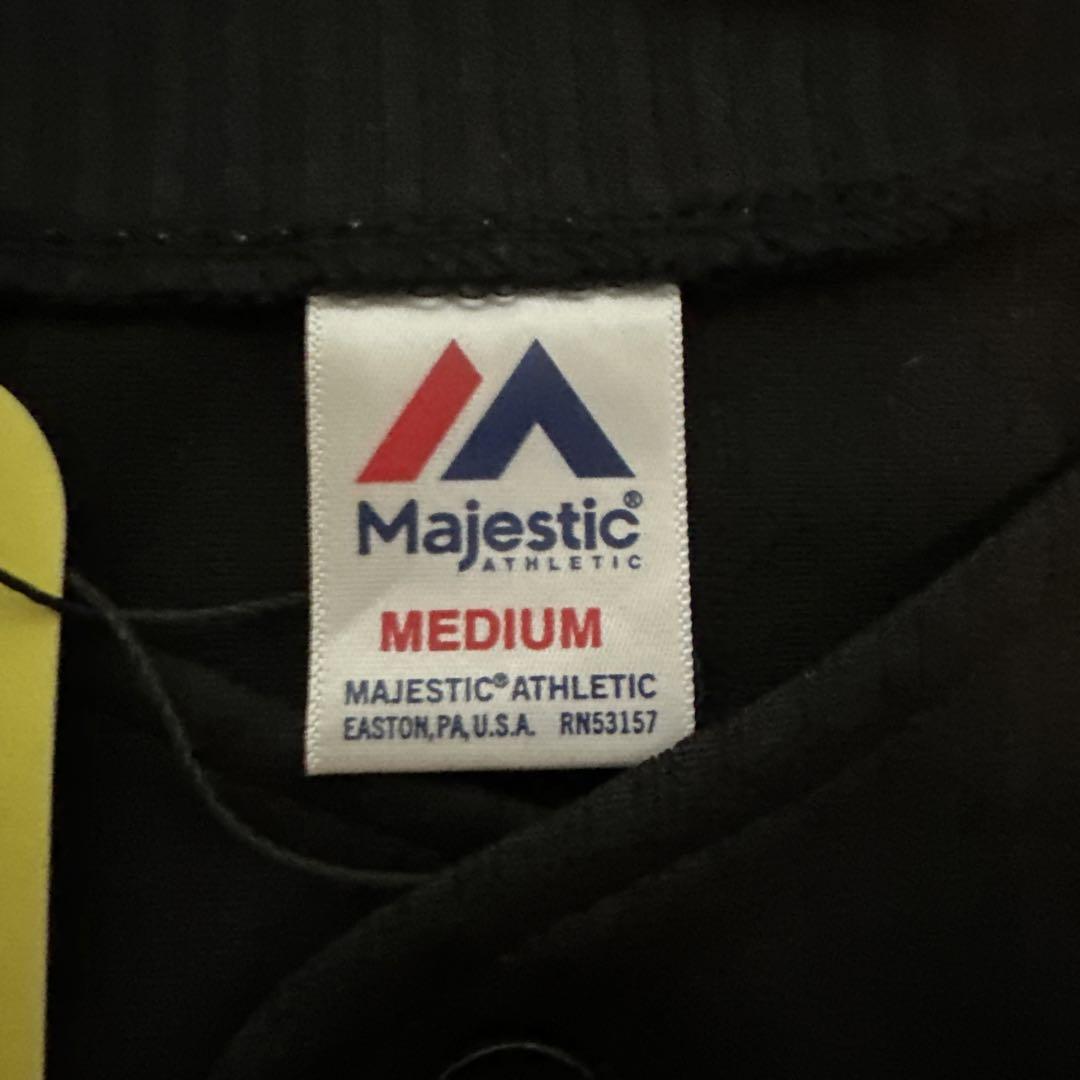 Majestic®
ATHLETIC
MEDIUM
MAJESTIC® ATHLETIC
EASTON, PA, U.S.A. RN53157